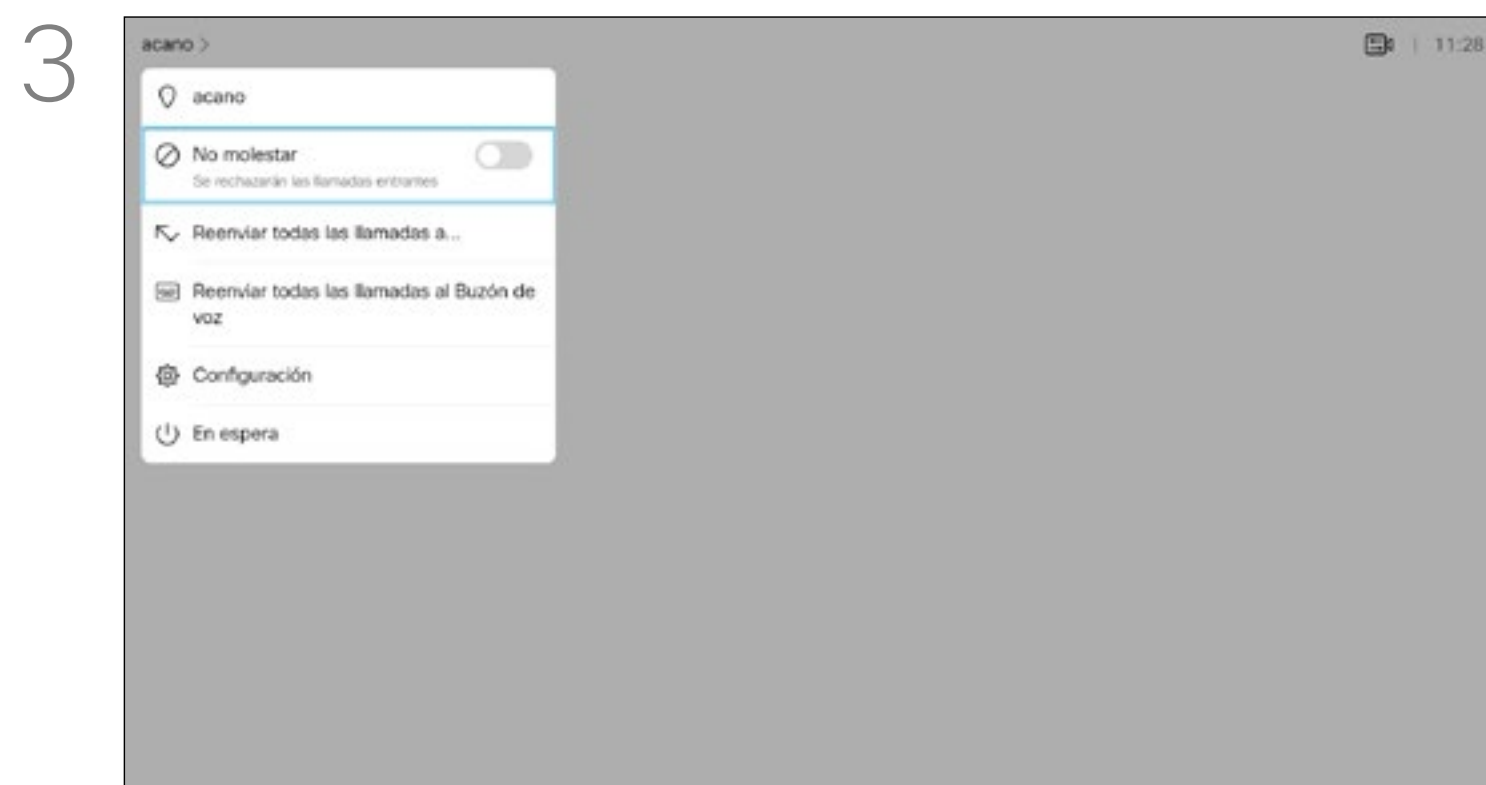 3
acano >
11:28
acano
No molestar
Se rechazarán las llamadas entrantes
Reenviar todas las llamadas a...
Reenviar todas las llamadas al Buzón de
voz
Configuración
En espera